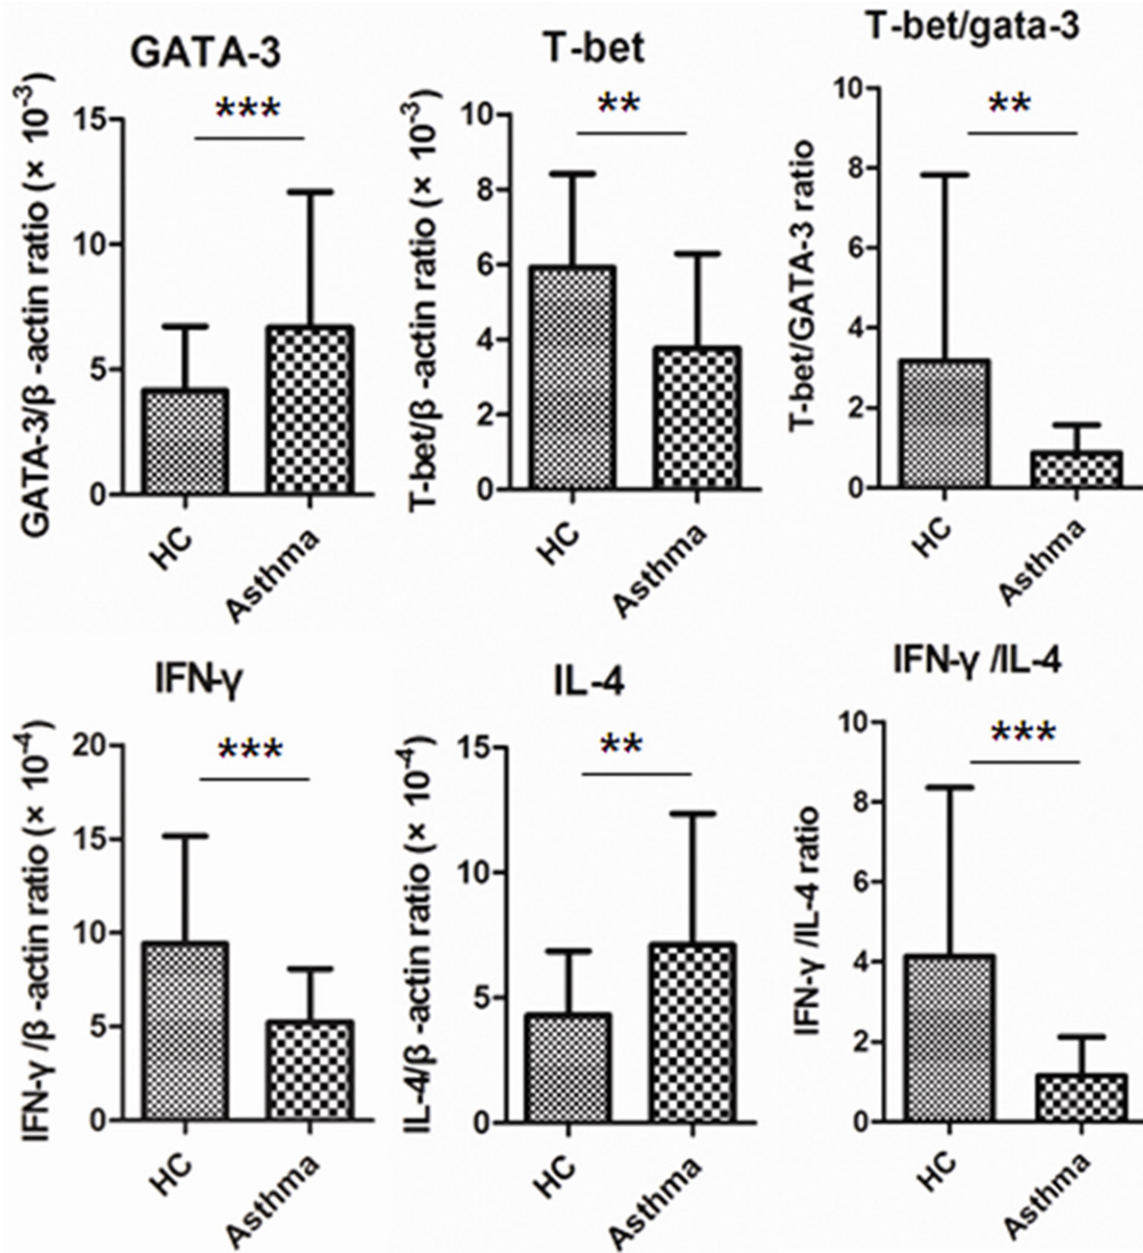 GATA-3
***
GATA-3/β -actin ratio (× 10⁻³)
15
10
5
0
HC
Asthma
T-bet
**
T-bet/β -actin ratio (× 10⁻³)
10
8
6
4
2
0
HC
Asthma
T-bet/gata-3
**
T-bet/GATA-3 ratio
10
8
6
4
2
0
HC
Asthma
IFN-γ
***
IFN-γ /β -actin ratio (× 10⁻⁴)
20
15
10
5
0
HC
Asthma
IL-4
**
IL-4/β -actin ratio (× 10⁻⁴)
15
10
5
0
HC
Asthma
IFN-γ /IL-4
***
IFN-γ /IL-4 ratio
10
8
6
4
2
0
HC
Asthma